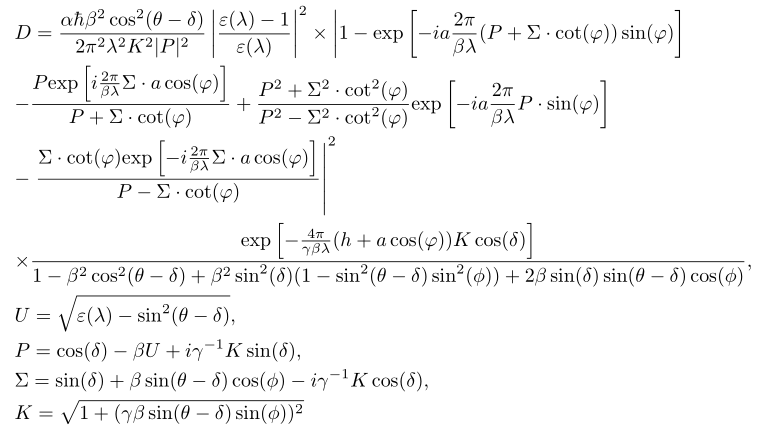 D = \frac{\alpha\hbar\beta^2\cos^2(\theta-\delta)}{2\pi^2\lambda^2K^2|P|^2}\left|\frac{\varepsilon(\lambda)-1}{\varepsilon(\lambda)}\right|^2\times\left|1-\exp\left[-ia\frac{2\pi}{\beta\lambda}(P+\Sigma\cdot\cot(\varphi))\sin(\varphi)\right]\right.
-\frac{P\exp\left[i\frac{2\pi}{\beta\lambda}\Sigma\cdot a\cos(\varphi)\right]}{P+\Sigma\cdot\cot(\varphi)}+\frac{P^2+\Sigma^2\cdot\cot^2(\varphi)}{P^2-\Sigma^2\cdot\cot^2(\varphi)}\exp\left[-ia\frac{2\pi}{\beta\lambda}P\cdot\sin(\varphi)\right]
\left.-\frac{\Sigma\cdot\cot(\varphi)\exp\left[-i\frac{2\pi}{\beta\lambda}\Sigma\cdot a\cos(\varphi)\right]}{P-\Sigma\cdot\cot(\varphi)}\right|^2
\times\frac{\exp\left[-\frac{4\pi}{\gamma\beta\lambda}(h+a\cos(\varphi))K\cos(\delta)\right]}{1-\beta^2\cos^2(\theta-\delta)+\beta^2\sin^2(\delta)(1-\sin^2(\theta-\delta)\sin^2(\phi))+2\beta\sin(\delta)\sin(\theta-\delta)\cos(\phi)},
U = \sqrt{\varepsilon(\lambda)-\sin^2(\theta-\delta)},
P = \cos(\delta)-\beta U+i\gamma^{-1}K\sin(\delta),
\Sigma = \sin(\delta)+\beta\sin(\theta-\delta)\cos(\phi)-i\gamma^{-1}K\cos(\delta),
K = \sqrt{1+(\gamma\beta\sin(\theta-\delta)\sin(\phi))^2}